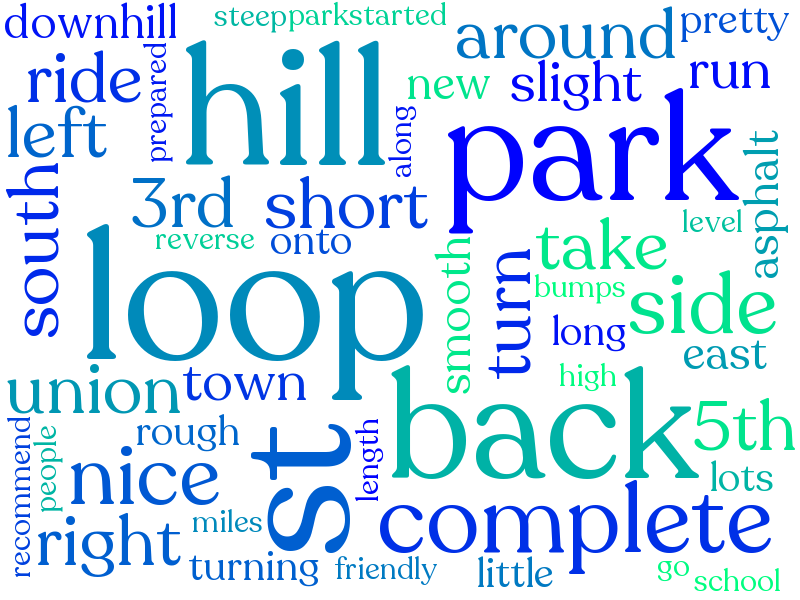 downhill
steepparkstarted
around
pretty
ride
prepared
hill
along
new
slight
run
left
park
asphalt
south
3rd
short
reverse
onto
level
loop
smooth
turn
take
bumps
side
long
east
high
union
town
back
5th
recommend
people
nice
rough
st
length
lots
right
miles
complete
turning
friendly
little
go
school